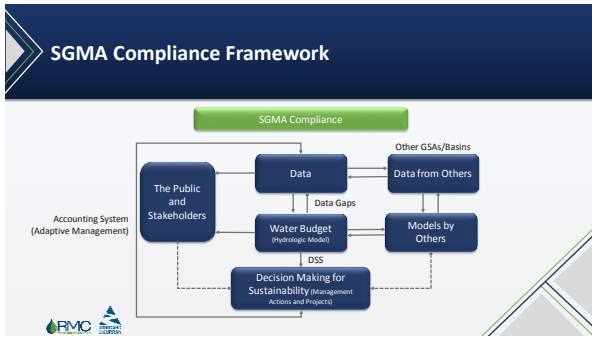 SGMA Compliance Framework
SGMA Compliance
Other GSAs/Basins
Data
Data from Others
The Public
and
Stakeholders
Data Gaps
Accounting System
(Adaptive Management)
Water Budget
(Hydrologic Model)
Models by
Others
DSS
Decision Making for
Sustainability (Management
Actions and Projects)
RMC
& CURRAN